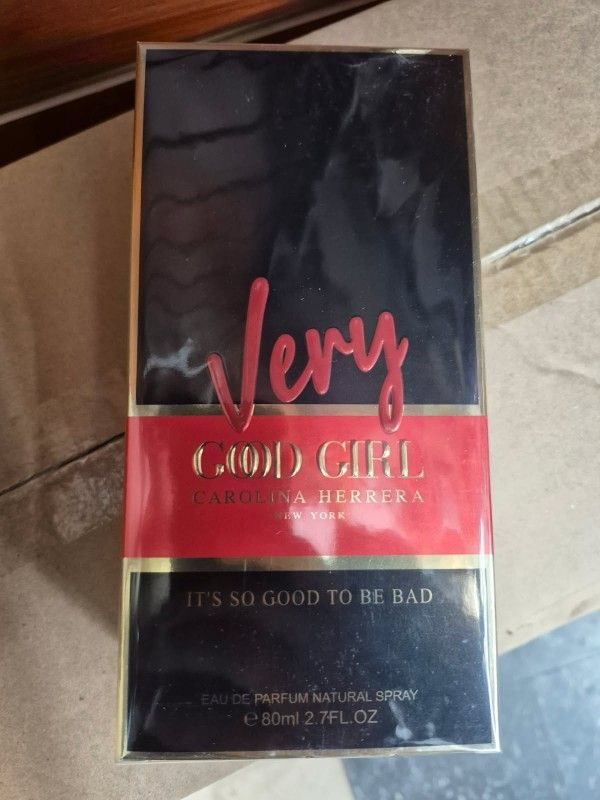 Very
GOOD GIRL
CAROLINA HERRERA
NEW YORK
IT'S SO GOOD TO BE BAD
EAU DE PARFUM NATURAL SPRAY
℮80ml 2.7FL.OZ